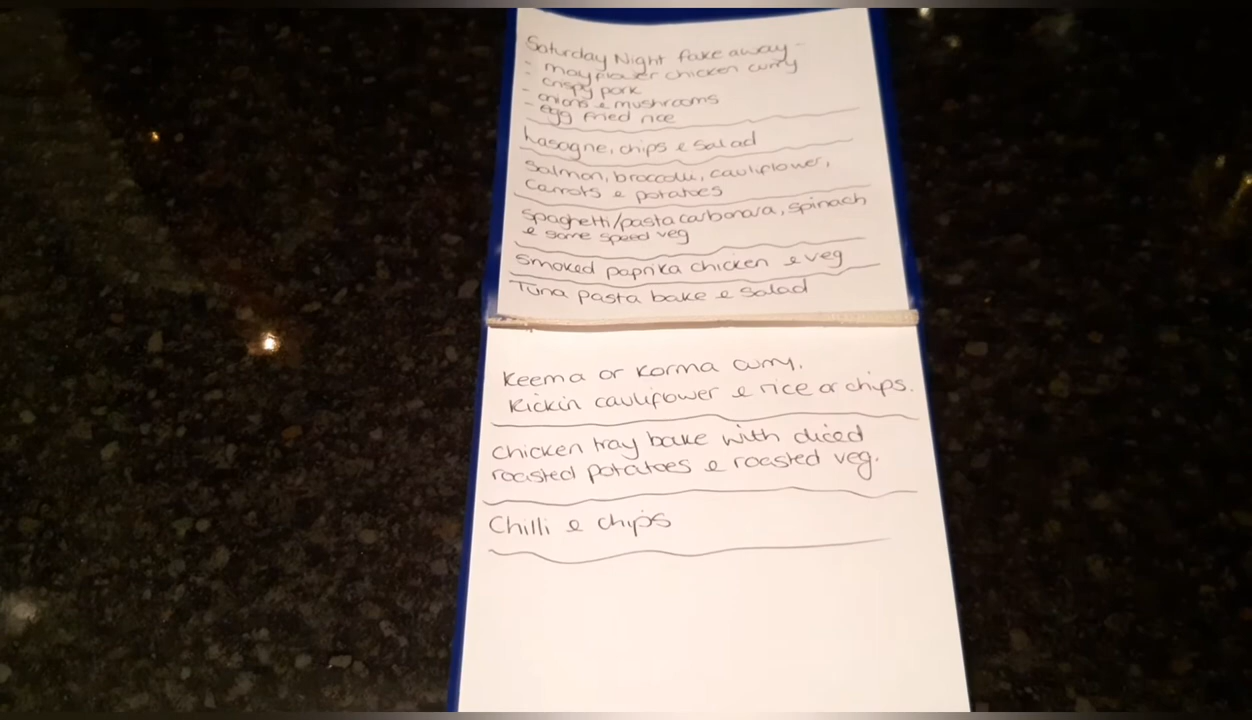 Saturday Night fakeaway -
- mayflower chicken curry
- crispy pork
- onions & mushrooms
- egg fried rice
Lasagne, chips & salad
Salmon, broccoli, cauliflower,
carrots & potatoes
Spaghetti/pasta carbonara, spinach
& some speed veg
Smoked paprika chicken & veg
Tuna pasta bake & salad
Keema or Korma curry,
Kickin cauliflower & rice or chips.
Chicken tray bake with diced
roasted potatoes & roasted veg.
Chilli & chips